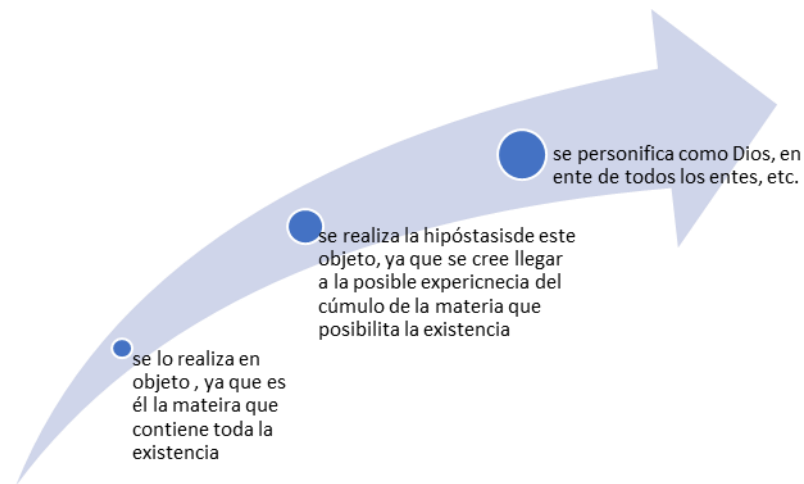 se personifica como Dios, en
ente de todos los entes, etc.
se realiza la hipóstasisde este
objeto, ya que se cree llegar
a la posible expericnecia del
cúmulo de la materia que
posibilita la existencia
se lo realiza en
objeto , ya que es
él la mateira que
contiene toda la
existencia